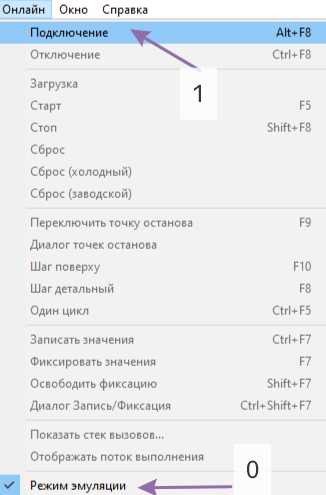 Онлайн Окно Справка
Подключение Alt+F8
Отключение Ctrl+F8
1
Загрузка
Старт F5
Стоп Shift+F8
Сброс
Сброс (холодный)
Сброс (заводской)
Переключить точку останова F9
Диалог точек останова
Шаг поверху F10
Шаг детальный F8
Один цикл Ctrl+F5
Записать значения Ctrl+F7
Фиксировать значения F7
Освободить фиксацию Shift+F7
Диалог Запись/Фиксация Ctrl+Shift+F7
Показать стек вызовов...
Отображать поток выполнения
0
Режим эмуляции